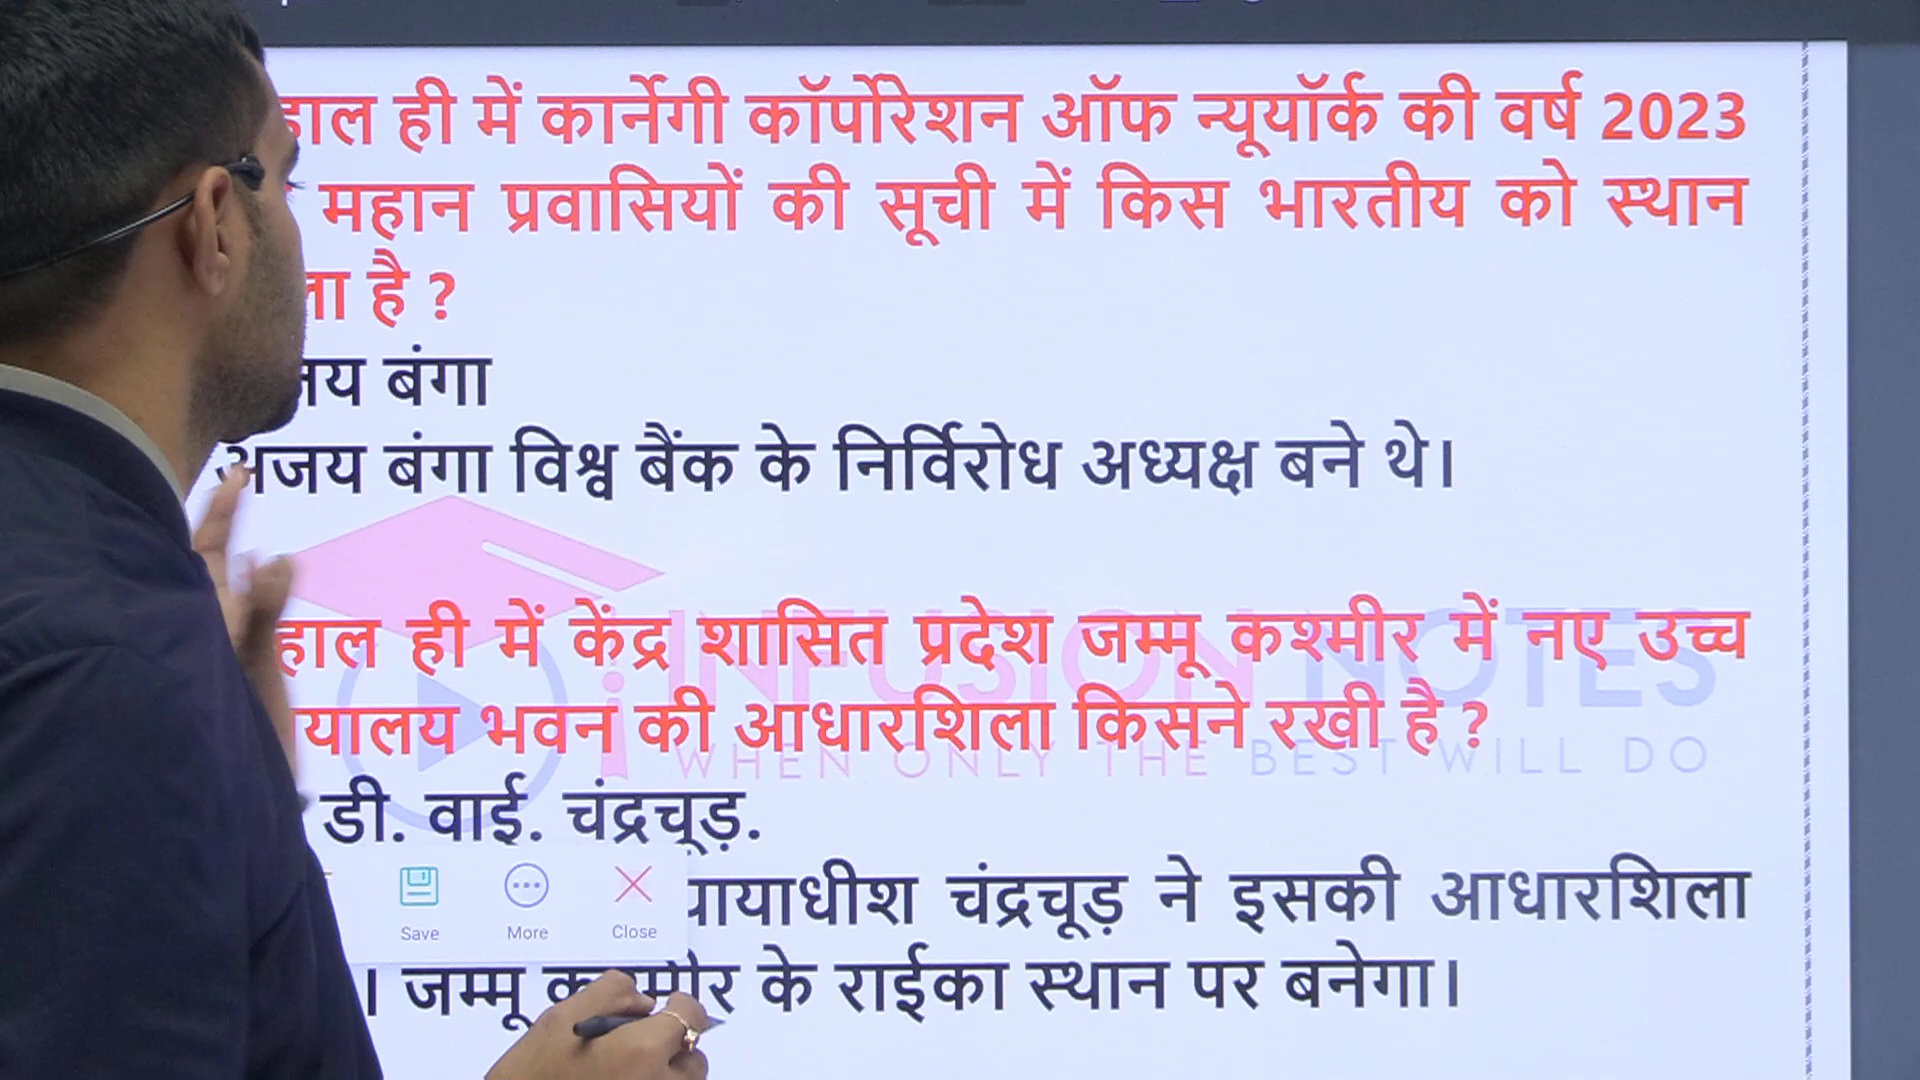 ही में कार्नेगी कॉर्पोरेशन ऑफ न्यूयॉर्क की वर्ष 2023
महान प्रवासियों की सूची में किस भारतीय को स्थान
है ?
बंगा
अजय बंगा विश्व बैंक के निर्विरोध अध्यक्ष बने थे।
हाल ही में केंद्र शासित प्रदेश जम्मू कश्मीर में नए उच्च
भवन की आधारशिला किसने रखी है ?
INFUSION NOTES
WHEN ONLY THE BEST WILL DO
डी. वाई. चंद्रचूड़.
चंद्रचूड़ ने इसकी आधारशिला
Save More Close
। जम्मू के राईका स्थान पर बनेगा।